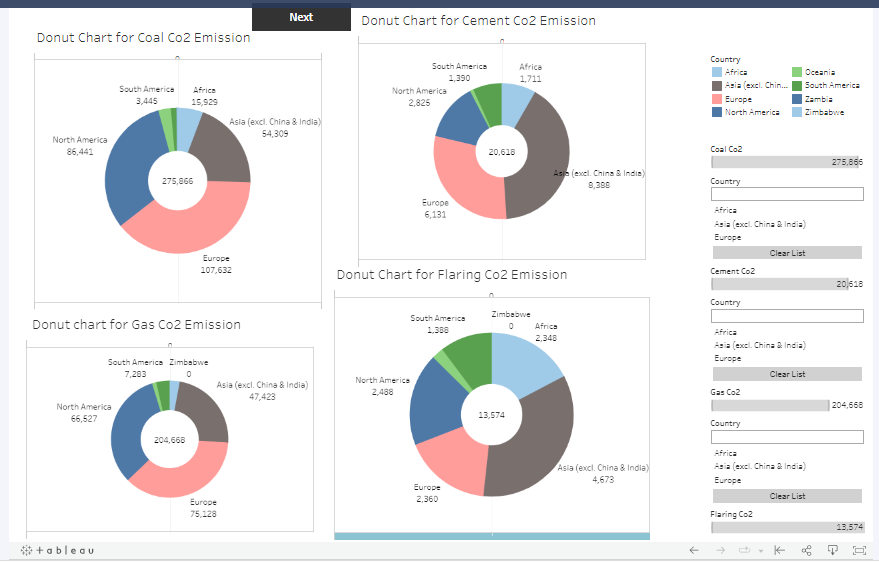 Next
Donut Chart for Coal Co2 Emission
0
South America
3,445
Africa
15,929
Asia (excl. China & India)
54,309
North America
86,441
275,866
Europe
107,632
Donut Chart for Cement Co2 Emission
0
South America
1,390
Africa
1,711
North America
2,825
20,618
Asia (excl. China & India)
8,388
Europe
6,131
Donut chart for Gas Co2 Emission
0
South America
7,283
Zimbabwe
0
Asia (excl. China & India)
47,423
North America
66,527
204,668
Europe
75,128
Donut Chart for Flaring Co2 Emission
0
South America
1,388
Zimbabwe
0
Africa
2,348
North America
2,488
13,574
Asia (excl. China & India)
4,673
Europe
2,360
Country
Africa
Asia (excl. Chin...
Europe
North America
Oceania
South America
Zambia
Zimbabwe
Coal Co2
275,866
Country
Africa
Asia (excl. China & India)
Europe
Clear List
Cement Co2
20,618
Country
Africa
Asia (excl. China & India)
Europe
Clear List
Gas Co2
204,668
Country
Africa
Asia (excl. China & India)
Europe
Clear List
Flaring Co2
13,574
+ableau